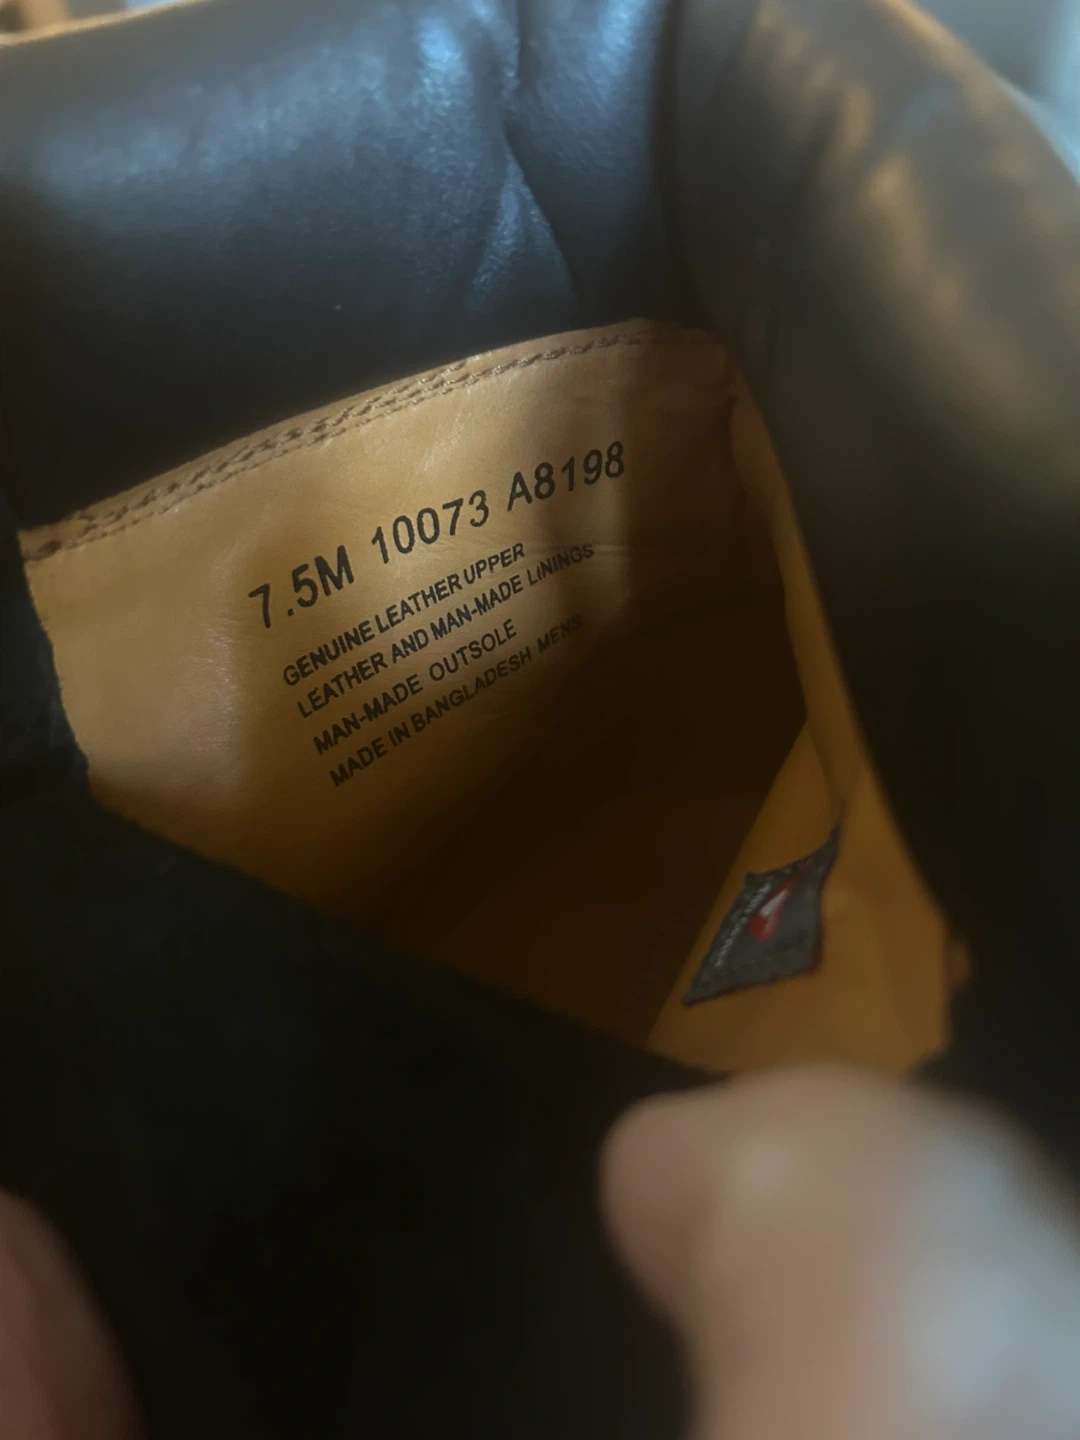 7.5M 10073 A8198
GENUINE LEATHER UPPER
LEATHER AND MAN-MADE LININGS
MAN-MADE OUTSOLE
MADE IN BANGLADESH MENS